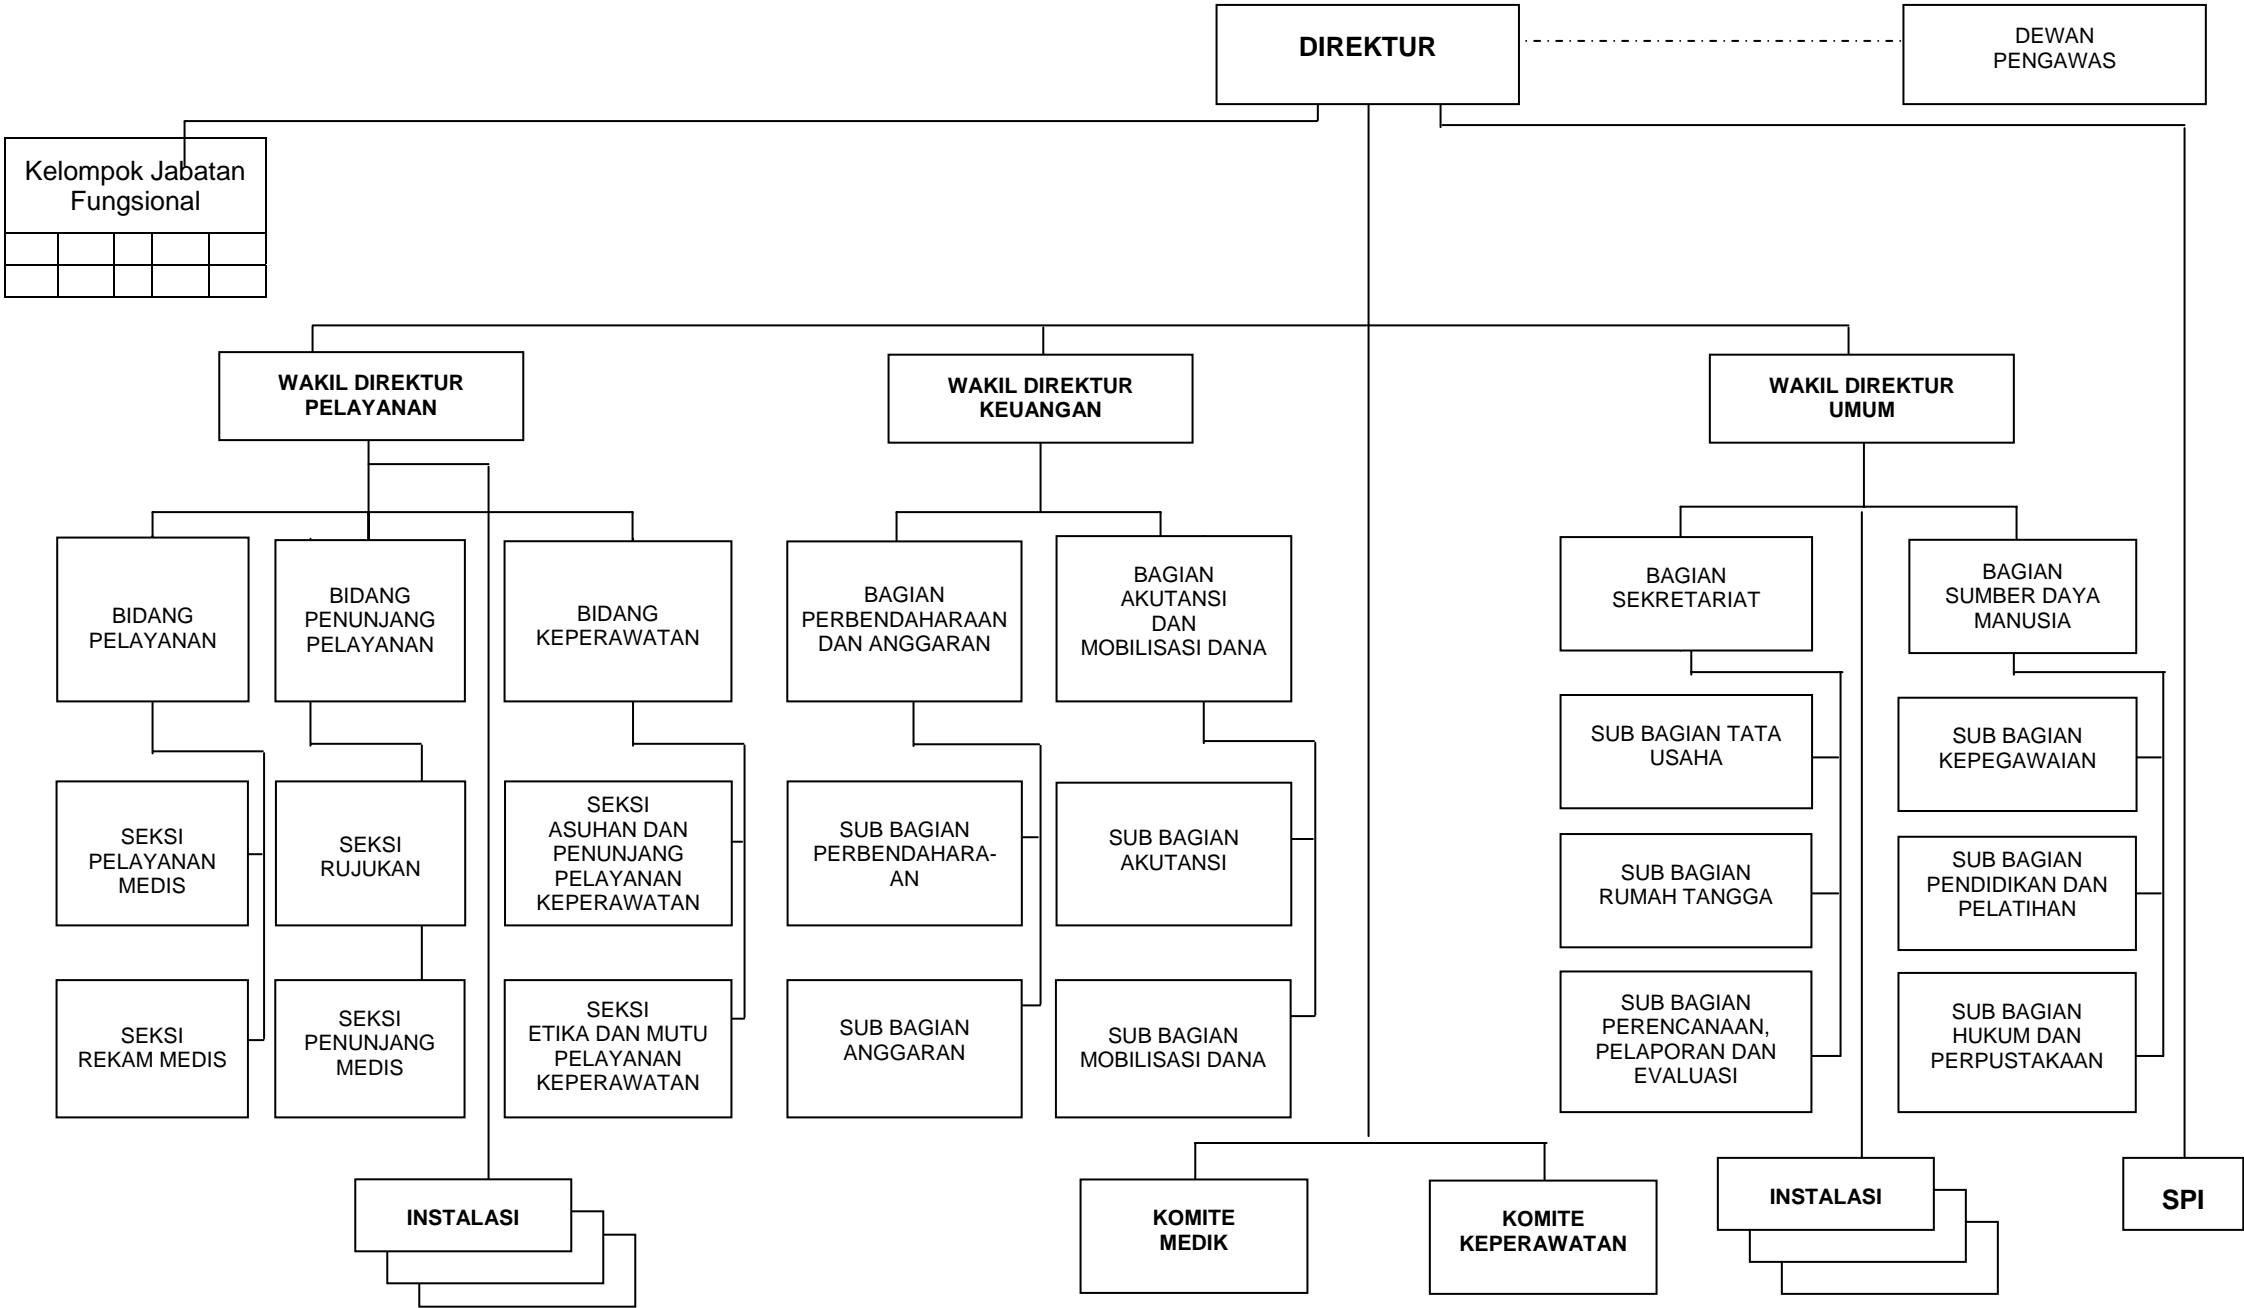 DIREKTUR
DEWAN
PENGAWAS
Kelompok Jabatan
Fungsional
WAKIL DIREKTUR
PELAYANAN
WAKIL DIREKTUR
KEUANGAN
WAKIL DIREKTUR
UMUM
BIDANG
PELAYANAN
BIDANG
PENUNJANG
PELAYANAN
BIDANG
KEPERAWATAN
BAGIAN
PERBENDAHARAAN
DAN ANGGARAN
BAGIAN
AKUTANSI
DAN
MOBILISASI DANA
BAGIAN
SEKRETARIAT
BAGIAN
SUMBER DAYA
MANUSIA
SUB BAGIAN TATA
USAHA
SUB BAGIAN
KEPEGAWAIAN
SEKSI
PELAYANAN
MEDIS
SEKSI
RUJUKAN
SEKSI
ASUHAN DAN
PENUNJANG
PELAYANAN
KEPERAWATAN
SUB BAGIAN
PERBENDAHARA-
AN
SUB BAGIAN
AKUTANSI
SUB BAGIAN
RUMAH TANGGA
SUB BAGIAN
PENDIDIKAN DAN
PELATIHAN
SEKSI
REKAM MEDIS
SEKSI
PENUNJANG
MEDIS
SEKSI
ETIKA DAN MUTU
PELAYANAN
KEPERAWATAN
SUB BAGIAN
ANGGARAN
SUB BAGIAN
MOBILISASI DANA
SUB BAGIAN
PERENCANAAN,
PELAPORAN DAN
EVALUASI
SUB BAGIAN
HUKUM DAN
PERPUSTAKAAN
INSTALASI
KOMITE
MEDIK
KOMITE
KEPERAWATAN
INSTALASI
SPI